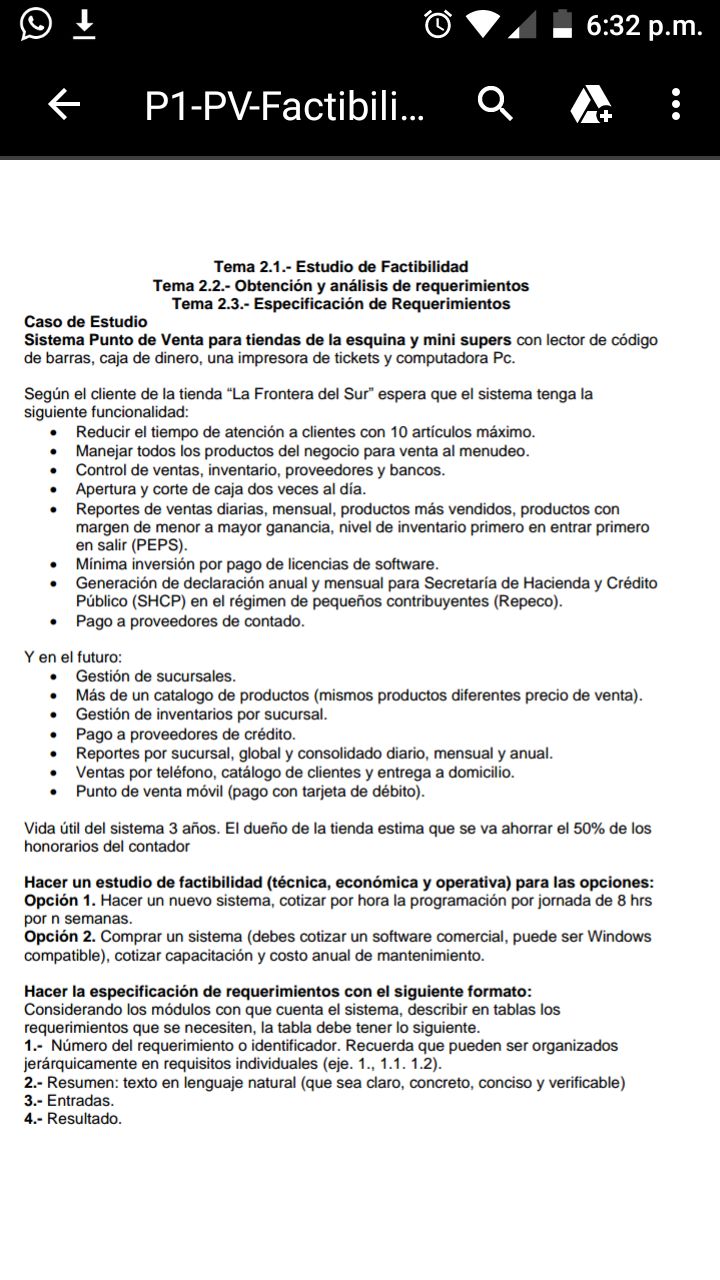 6:32 p.m.
P1-PV-Factibili...
Tema 2.1.- Estudio de Factibilidad
Tema 2.2.- Obtención y análisis de requerimientos
Tema 2.3.- Especificación de Requerimientos
Caso de Estudio
Sistema Punto de Venta para tiendas de la esquina y mini supers con lector de código
de barras, caja de dinero, una impresora de tickets y computadora Pc.
Según el cliente de la tienda “La Frontera del Sur” espera que el sistema tenga la
siguiente funcionalidad:
• Reducir el tiempo de atención a clientes con 10 artículos máximo.
• Manejar todos los productos del negocio para venta al menudeo.
• Control de ventas, inventario, proveedores y bancos.
• Apertura y corte de caja dos veces al día.
• Reportes de ventas diarias, mensual, productos más vendidos, productos con
margen de menor a mayor ganancia, nivel de inventario primero en entrar primero
en salir (PEPS).
• Mínima inversión por pago de licencias de software.
• Generación de declaración anual y mensual para Secretaría de Hacienda y Crédito
Público (SHCP) en el régimen de pequeños contribuyentes (Repeco).
• Pago a proveedores de contado.
Y en el futuro:
• Gestión de sucursales.
• Más de un catalogo de productos (mismos productos diferentes precio de venta).
• Gestión de inventarios por sucursal.
• Pago a proveedores de crédito.
• Reportes por sucursal, global y consolidado diario, mensual y anual.
• Ventas por teléfono, catálogo de clientes y entrega a domicilio.
• Punto de venta móvil (pago con tarjeta de débito).
Vida útil del sistema 3 años. El dueño de la tienda estima que se va ahorrar el 50% de los
honorarios del contador
Hacer un estudio de factibilidad (técnica, económica y operativa) para las opciones:
Opción 1. Hacer un nuevo sistema, cotizar por hora la programación por jornada de 8 hrs
por n semanas.
Opción 2. Comprar un sistema (debes cotizar un software comercial, puede ser Windows
compatible), cotizar capacitación y costo anual de mantenimiento.
Hacer la especificación de requerimientos con el siguiente formato:
Considerando los módulos con que cuenta el sistema, describir en tablas los
requerimientos que se necesiten, la tabla debe tener lo siguiente.
1.- Número del requerimiento o identificador. Recuerda que pueden ser organizados
jerárquicamente en requisitos individuales (eje. 1., 1.1. 1.2).
2.- Resumen: texto en lenguaje natural (que sea claro, concreto, conciso y verificable)
3.- Entradas.
4.- Resultado.